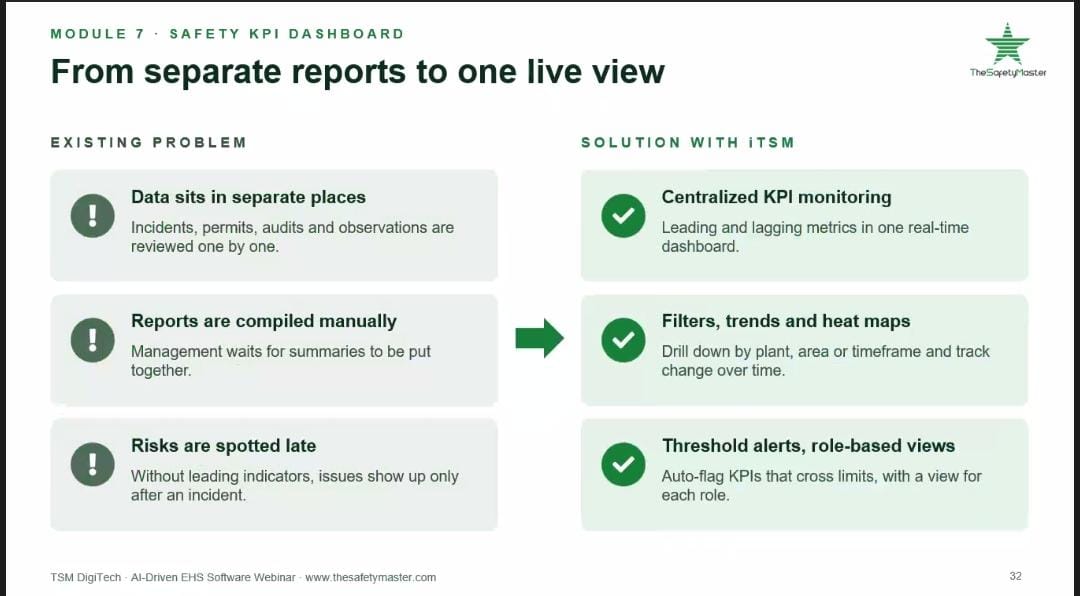 MODULE 7 · SAFETY KPI DASHBOARD
From separate reports to one live view
TheSafetyMaster
EXISTING PROBLEM
Data sits in separate places
Incidents, permits, audits and observations are
reviewed one by one.
Reports are compiled manually
Management waits for summaries to be put
together.
Risks are spotted late
Without leading indicators, issues show up only
after an incident.
SOLUTION WITH iTSM
Centralized KPI monitoring
Leading and lagging metrics in one real-time
dashboard.
Filters, trends and heat maps
Drill down by plant, area or timeframe and track
change over time.
Threshold alerts, role-based views
Auto-flag KPIs that cross limits, with a view for
each role.
TSM DigiTech · AI-Driven EHS Software Webinar · www.thesafetymaster.com
32